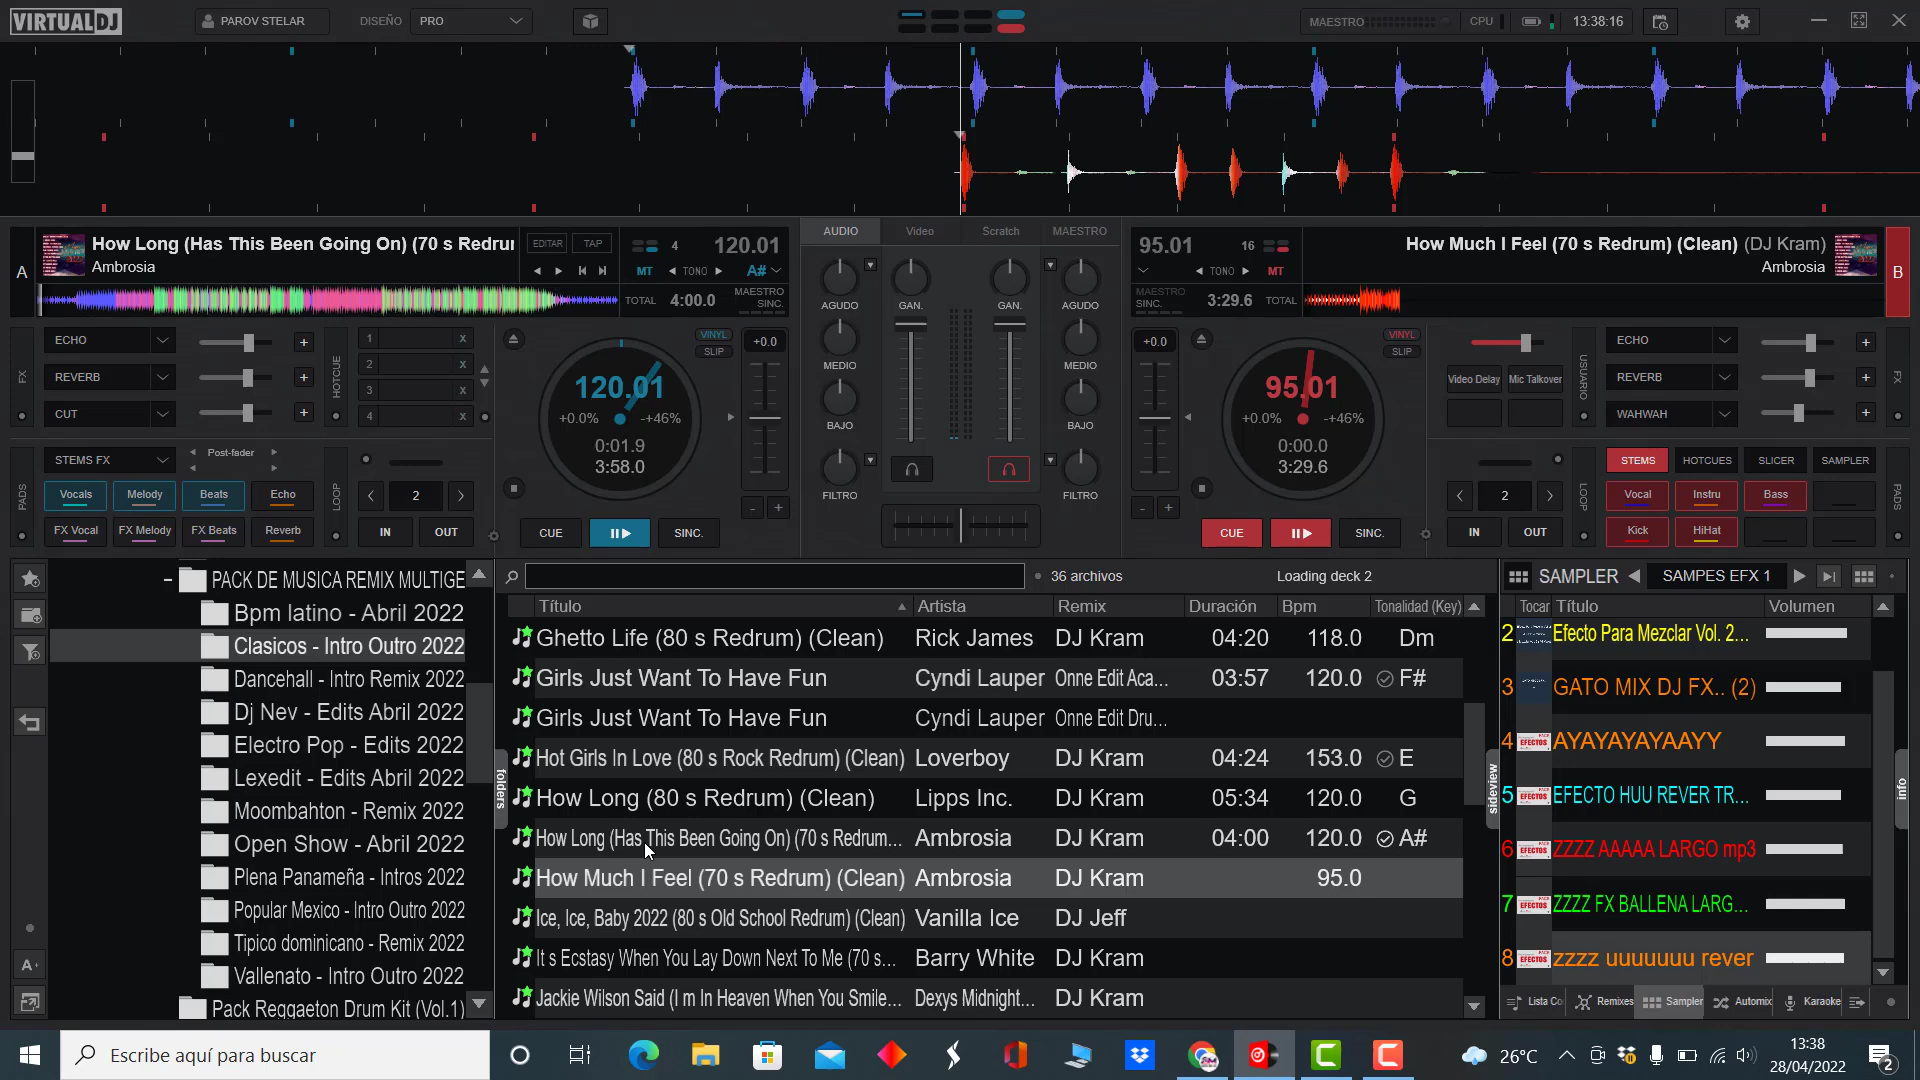 VIRTUALDJ
PAROV STELAR
DISEÑO
PRO
MAESTRO
CPU
13:38:16
A
How Long (Has This Been Going On) (70 s Redrur
Ambrosia
EDITAR
TAP
4
120.01
MT
TONO
A#
TOTAL
4:00.0
MAESTRO
SINC.
AUDIO
Video
Scratch
MAESTRO
95.01
16
How Much I Feel (70 s Redrum) (Clean) (DJ Kram)
Ambrosia
B
TONO
MT
MAESTRO
SINC.
3:29.6
TOTAL
FX
ECHO
REVERB
CUT
HOTCUE
1 x
2 x
3 x
4 x
VINYL
SLIP
120.01
+0.0%
-+46%
0:01.9
3:58.0
+0.0
AGUDO
GAN.
GAN.
AGUDO
MEDIO
MEDIO
BAJO
BAJO
FILTRO
FILTRO
+0.0
VINYL
SLIP
95.01
+0.0%
-+46%
0:00.0
3:29.6
Video Delay
Mic Talkover
USUARIO
ECHO
REVERB
WAHWAH
FX
PADS
STEMS FX
Post-fader
Vocals
Melody
Beats
Echo
FX Vocal
FX Melody
FX Beats
Reverb
LOOP
2
IN
OUT
CUE
SINC.
CUE
SINC.
2
IN
OUT
LOOP
STEMS
HOTCUES
SLICER
SAMPLER
Vocal
Instru
Bass
Kick
HiHat
PADS
PACK DE MUSICA REMIX MULTIGE
Bpm latino - Abril 2022
Clasicos - Intro Outro 2022
Dancehall - Intro Remix 2022
Dj Nev - Edits Abril 2022
Electro Pop - Edits 2022
Lexedit - Edits Abril 2022
Moombahton - Remix 2022
Open Show - Abril 2022
Plena Panameña - Intros 2022
Popular Mexico - Intro Outro 2022
Tipico dominicano - Remix 2022
Vallenato - Intro Outro 2022
Pack Reggaeton Drum Kit (Vol.1)
folders
36 archivos
Loading deck 2
Título Artista Remix Duración Bpm Tonalidad (Key)
Ghetto Life (80 s Redrum) (Clean) Rick James DJ Kram 04:20 118.0 Dm
Girls Just Want To Have Fun Cyndi Lauper Onne Edit Aca... 03:57 120.0 F#
Girls Just Want To Have Fun Cyndi Lauper Onne Edit Dru...
Hot Girls In Love (80 s Rock Redrum) (Clean) Loverboy DJ Kram 04:24 153.0 E
How Long (80 s Redrum) (Clean) Lipps Inc. DJ Kram 05:34 120.0 G
How Long (Has This Been Going On) (70 s Redrum... Ambrosia DJ Kram 04:00 120.0 A#
How Much I Feel (70 s Redrum) (Clean) Ambrosia DJ Kram 95.0
Ice, Ice, Baby 2022 (80 s Old School Redrum) (Clean) Vanilla Ice DJ Jeff
It s Ecstasy When You Lay Down Next To Me (70 s... Barry White DJ Kram
Jackie Wilson Said (I m In Heaven When You Smile... Dexys Midnight... DJ Kram
sideview
SAMPLER
SAMPES EFX 1
Tocar Título Volumen
2 Efecto Para Mezclar Vol. 2...
3 GATO MIX DJ FX.. (2)
4 EFECTOS AYAYAYAYAAYY
5 EFECTOS EFECTO HUU REVER TR...
6 EFECTOS ZZZZ AAAAA LARGO mp3
7 EFECTOS ZZZZ FX BALLENA LARG...
8 EFECTOS zzzz uuuuuuu rever
info
Lista Co
Remixes
Sampler
Automix
Karaoke
A+
Escribe aquí para buscar
26°C
13:38
28/04/2022
2